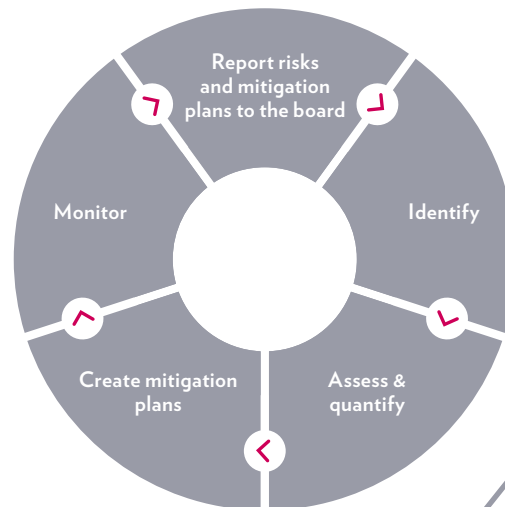 Report risks
and mitigation
plans to the board
Monitor
Identify
Create mitigation
plans
Assess &
quantify